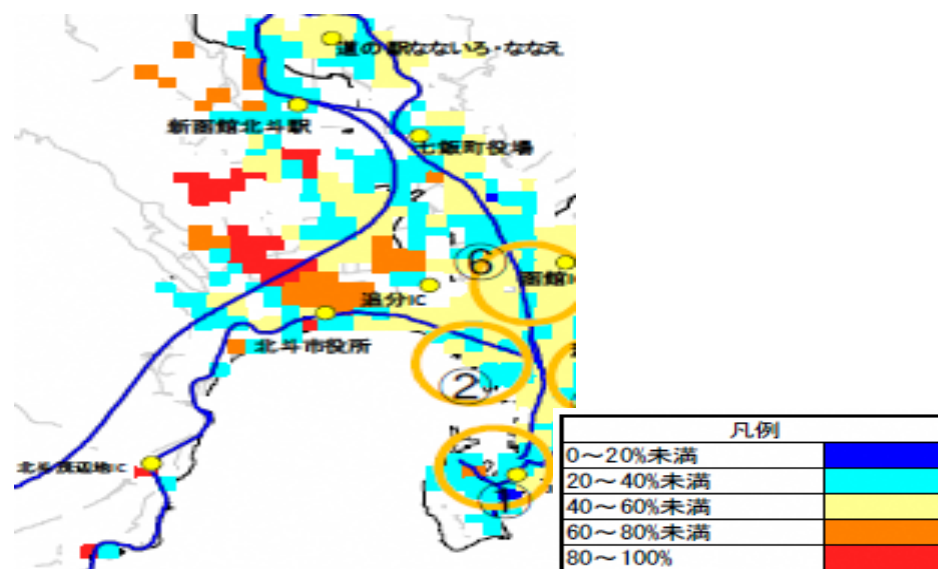 道の駅なないろ・ななえ
新函館北斗駅
七飯町役場
⑥
函館IC
追分IC
北斗市役所
②
北斗茂辺地IC
凡例
0～20%未満
20～40%未満
40～60%未満
60～80%未満
80～100%